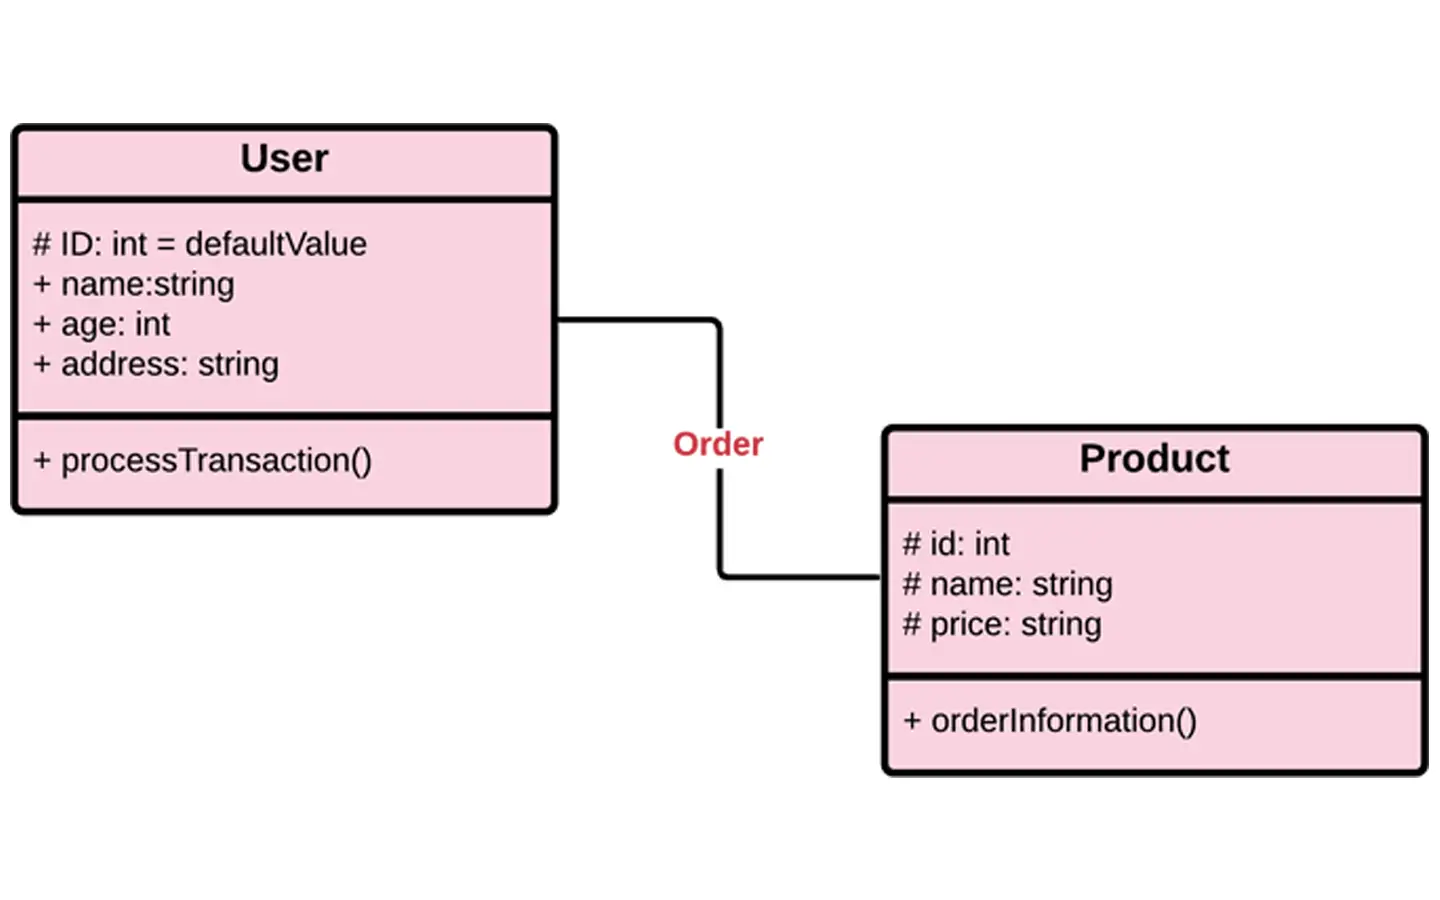 User
# ID: int = defaultValue
+ name:string
+ age: int
+ address: string
+ processTransaction()
Order
Product
# id: int
# name: string
# price: string
+ orderInformation()